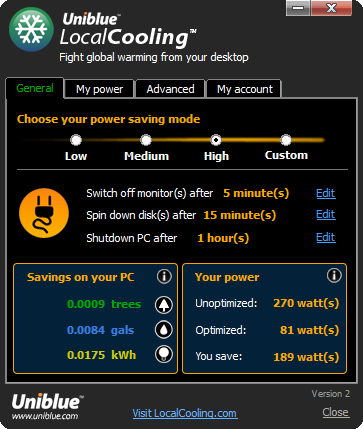 Uniblue™
LocalCooling™
Fight global warming from your desktop
General My power Advanced My account
Choose your power saving mode
Low Medium High Custom
Switch off monitor(s) after 5 minute(s) Edit
Spin down disk(s) after 15 minute(s) Edit
Shutdown PC after 1 hour(s) Edit
Savings on your PC i
0.0009 trees
0.0084 gals
0.0175 kWh
Your power i
Unoptimized: 270 watt(s)
Optimized: 81 watt(s)
You save: 189 watt(s)
Uniblue™
www.uniblue.com
Visit LocalCooling.com
Version 2
Close